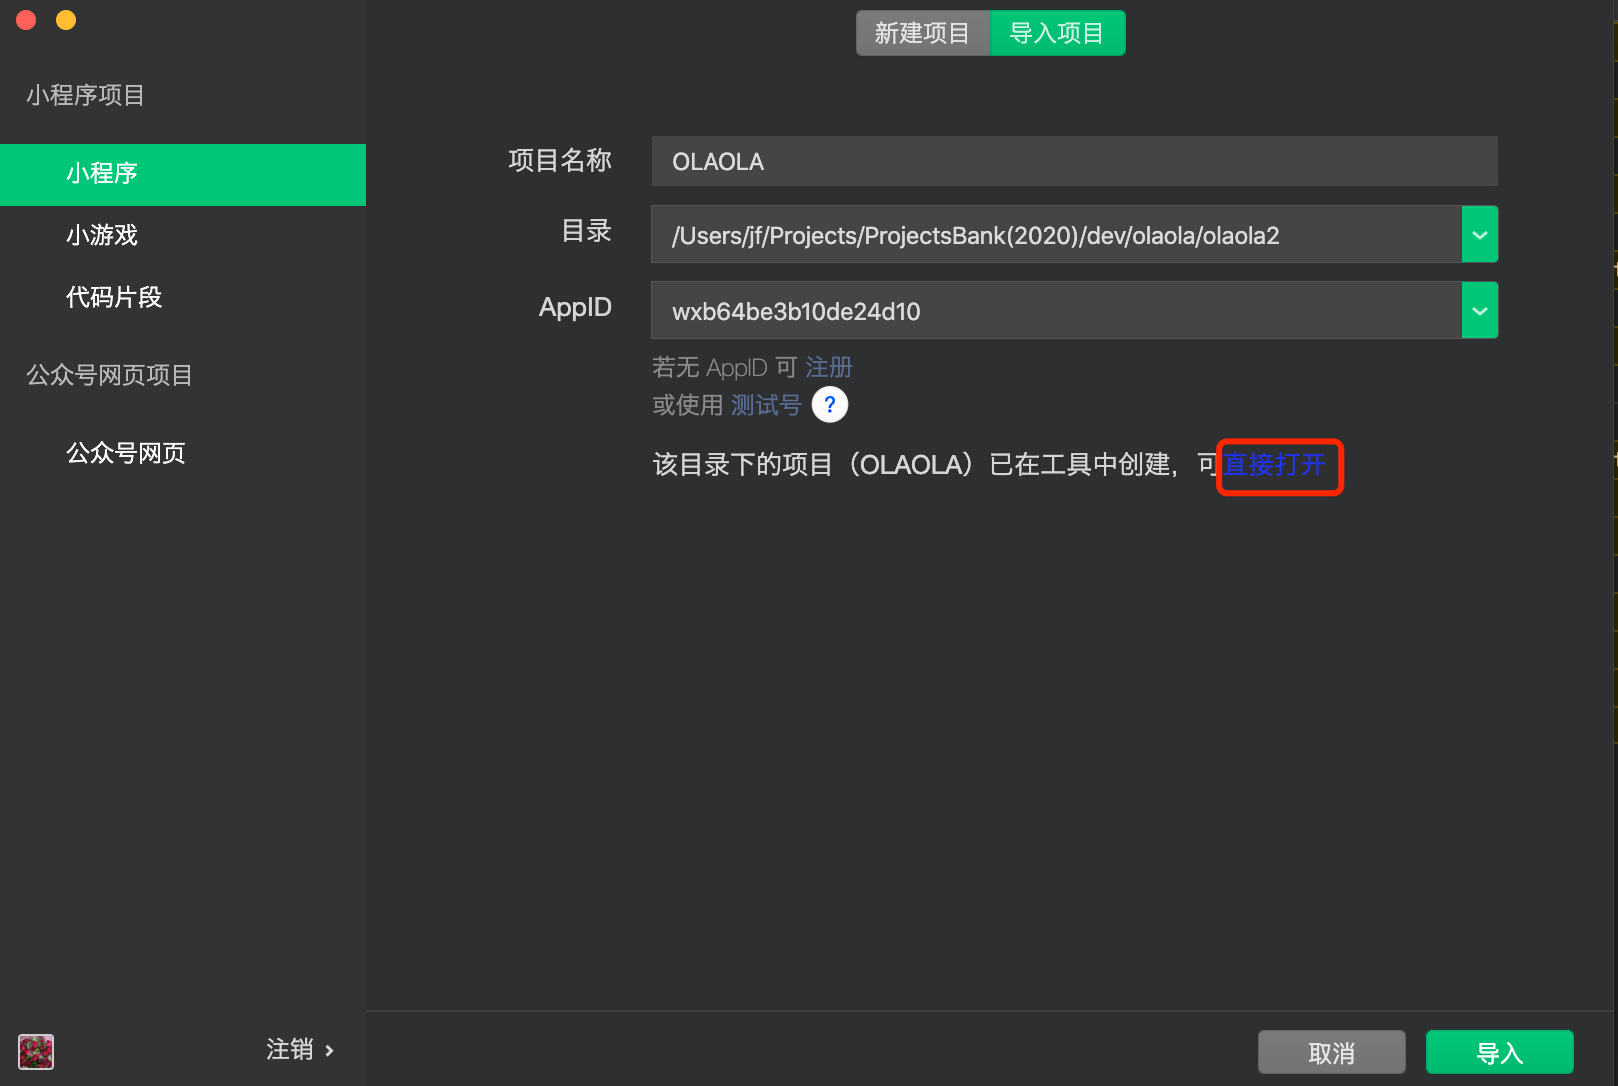 新建项目 导入项目
小程序项目
小程序
小游戏
代码片段
公众号网页项目
公众号网页
项目名称 OLAOLA
目录 /Users/jf/Projects/ProjectsBank(2020)/dev/olaola/olaola2
AppID wxb64be3b10de24d10
若无 AppID 可 注册
或使用 测试号 ?
该目录下的项目（OLAOLA）已在工具中创建，可直接打开
注销 ›
取消 导入